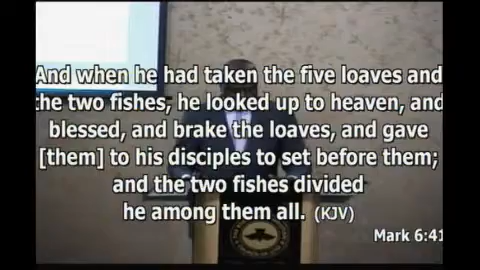 And when he had taken the five loaves and
the two fishes, he looked up to heaven, and
blessed, and brake the loaves, and gave
[them] to his disciples to set before them;
and the two fishes divided
he among them all. (KJV)
Mark 6:41